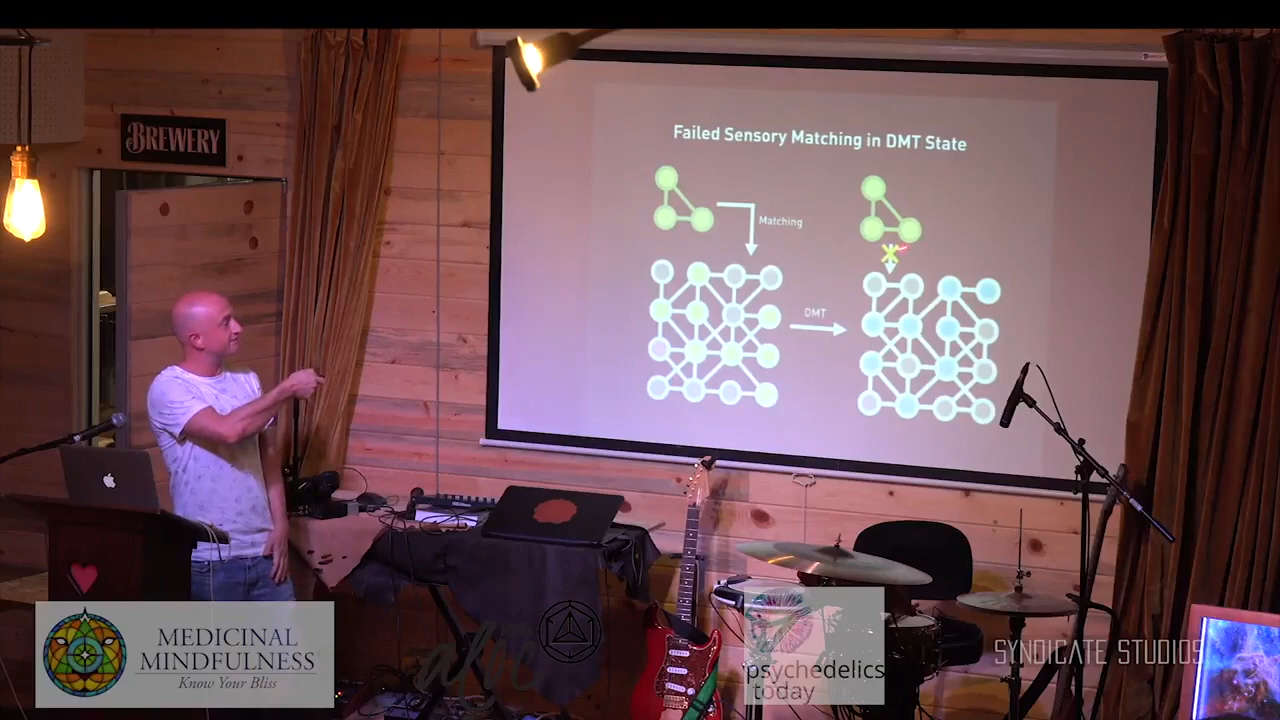 BREWERY
Failed Sensory Matching in DMT State
Matching
DMT
MEDICINAL
MINDFULNESS
Know Your Bliss
psychedelics
today
SYNDICATE STUDIOS